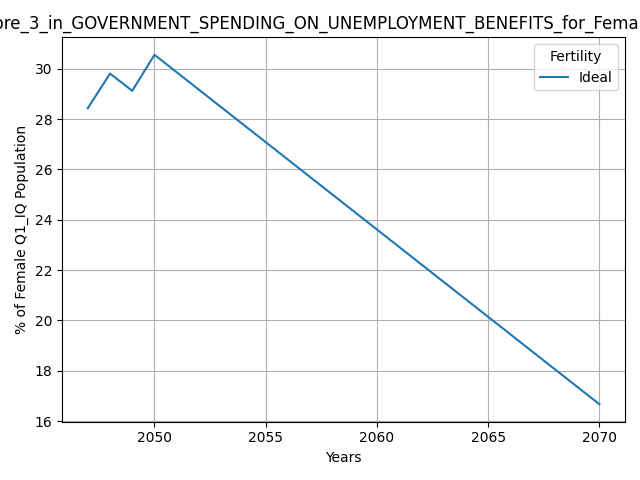 ore_3_in_GOVERNMENT_SPENDING_ON_UNEMPLOYMENT_BENEFITS_for_Fema
Fertility
Ideal
% of Female Q1_IQ Population
30
28
26
24
22
20
18
16
2050 2055 2060 2065 2070
Years